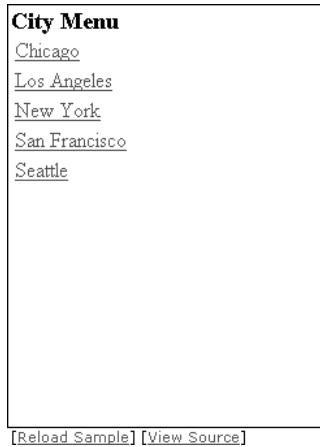 City Menu
Chicago
Los Angeles
New York
San Francisco
Seattle
[Reload Sample] [View Source]